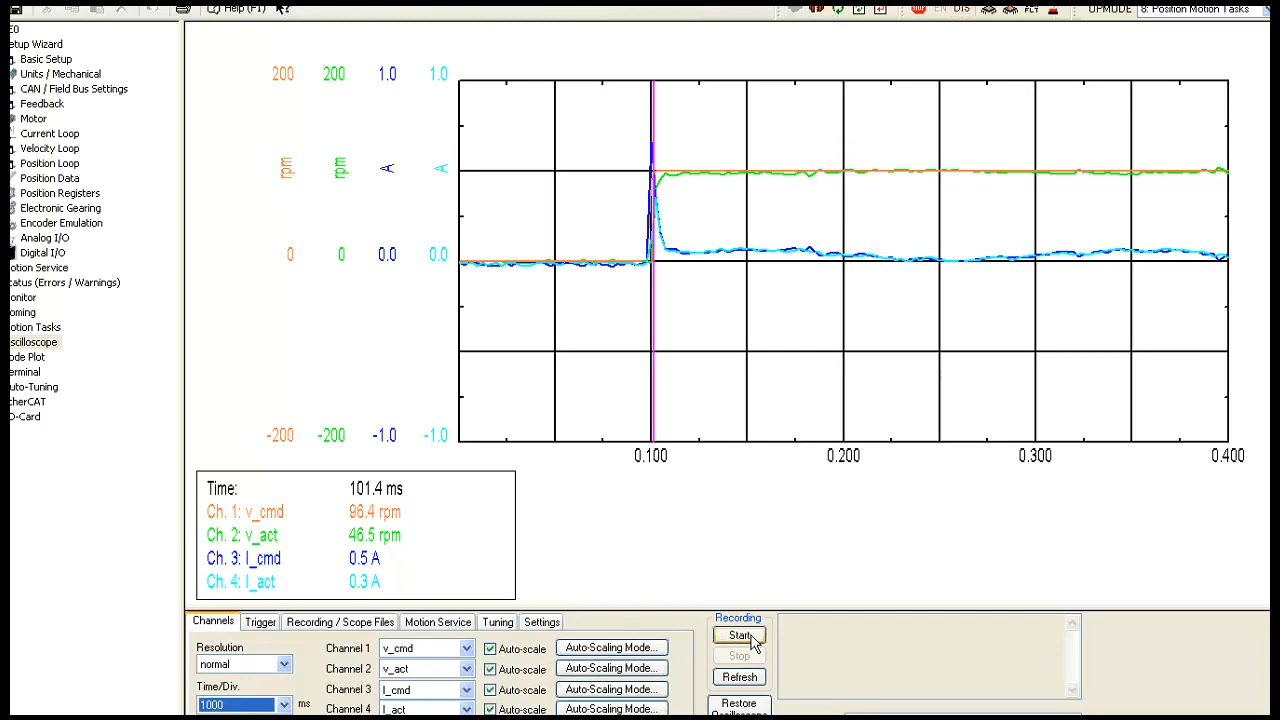 Help (F1)
EN DIS
FLT
OPMODE 8: Position Motion Tasks
E0
etup Wizard
Basic Setup
Units / Mechanical
CAN / Field Bus Settings
Feedback
Motor
Current Loop
Velocity Loop
Position Loop
Position Data
Position Registers
Electronic Gearing
Encoder Emulation
Analog I/O
Digital I/O
otion Service
tatus (Errors / Warnings)
onitor
oming
otion Tasks
scilloscope
ode Plot
erminal
uto-Tuning
herCAT
O-Card
200 200 1.0 1.0
rpm rpm A A
0 0 0.0 0.0
-200 -200 -1.0 -1.0
0.100 0.200 0.300 0.400
Time: 101.4 ms
Ch. 1: v_cmd 96.4 rpm
Ch. 2: v_act 46.5 rpm
Ch. 3: I_cmd 0.5 A
Ch. 4: I_act 0.3 A
Channels Trigger Recording / Scope Files Motion Service Tuning Settings
Resolution
normal
Time/Div.
1000 ms
Channel 1 v_cmd Auto-scale Auto-Scaling Mode...
Channel 2 v_act Auto-scale Auto-Scaling Mode...
Channel 3 I_cmd Auto-scale Auto-Scaling Mode...
Channel 4 I_act Auto-scale Auto-Scaling Mode...
Recording
Start
Stop
Refresh
Restore
Oscilloscope